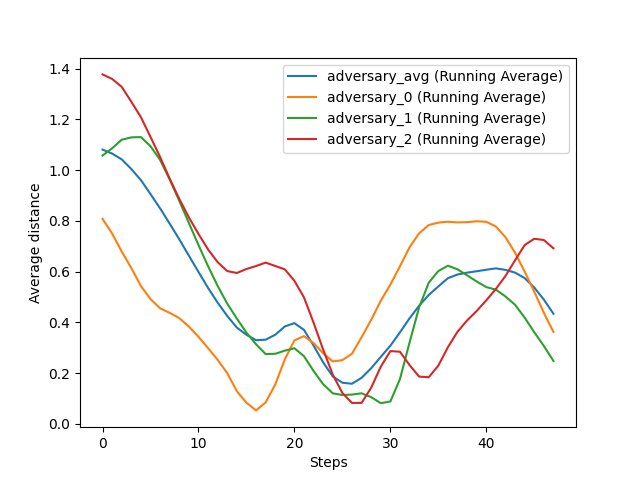 adversary_avg (Running Average)
adversary_0 (Running Average)
adversary_1 (Running Average)
adversary_2 (Running Average)
1.4
1.2
1.0
0.8
0.6
0.4
0.2
0.0
Average distance
0 10 20 30 40
Steps